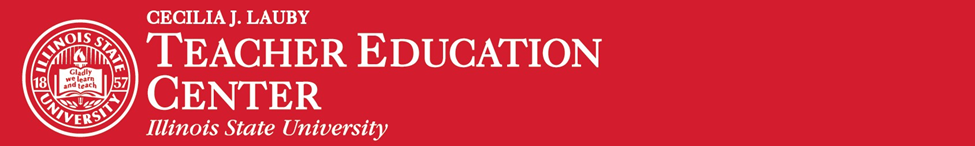 ILLINOIS STATE
UNIVERSITY
18 57
Gladly
we learn
and teach
CECILIA J. LAUBY
TEACHER EDUCATION
CENTER
Illinois State University